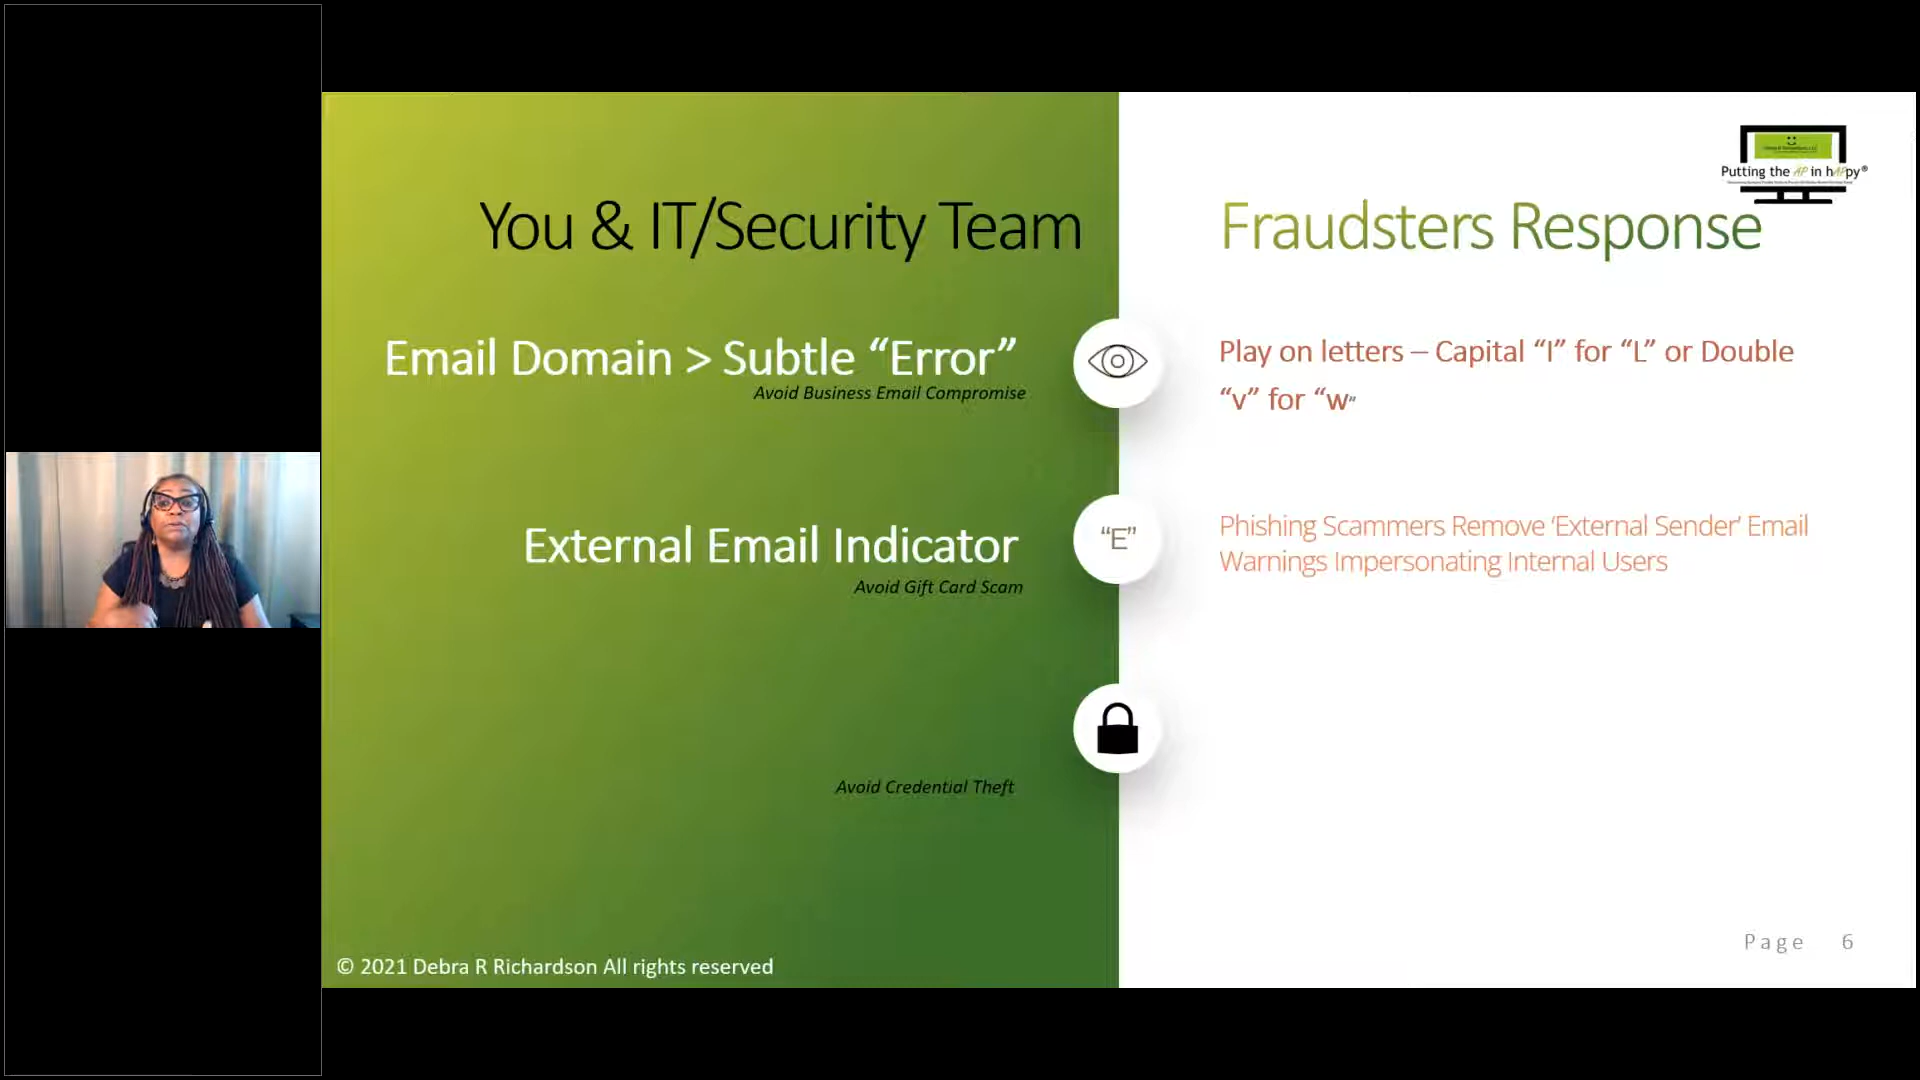 Putting the AP in hAPpy®
You & IT/Security Team
Fraudsters Response
Email Domain > Subtle “Error”
Avoid Business Email Compromise
Play on letters – Capital “I” for “L” or Double
“v” for “w”
External Email Indicator
Avoid Gift Card Scam
“E”
Phishing Scammers Remove ‘External Sender’ Email
Warnings Impersonating Internal Users
Avoid Credential Theft
Page 6
© 2021 Debra R Richardson All rights reserved